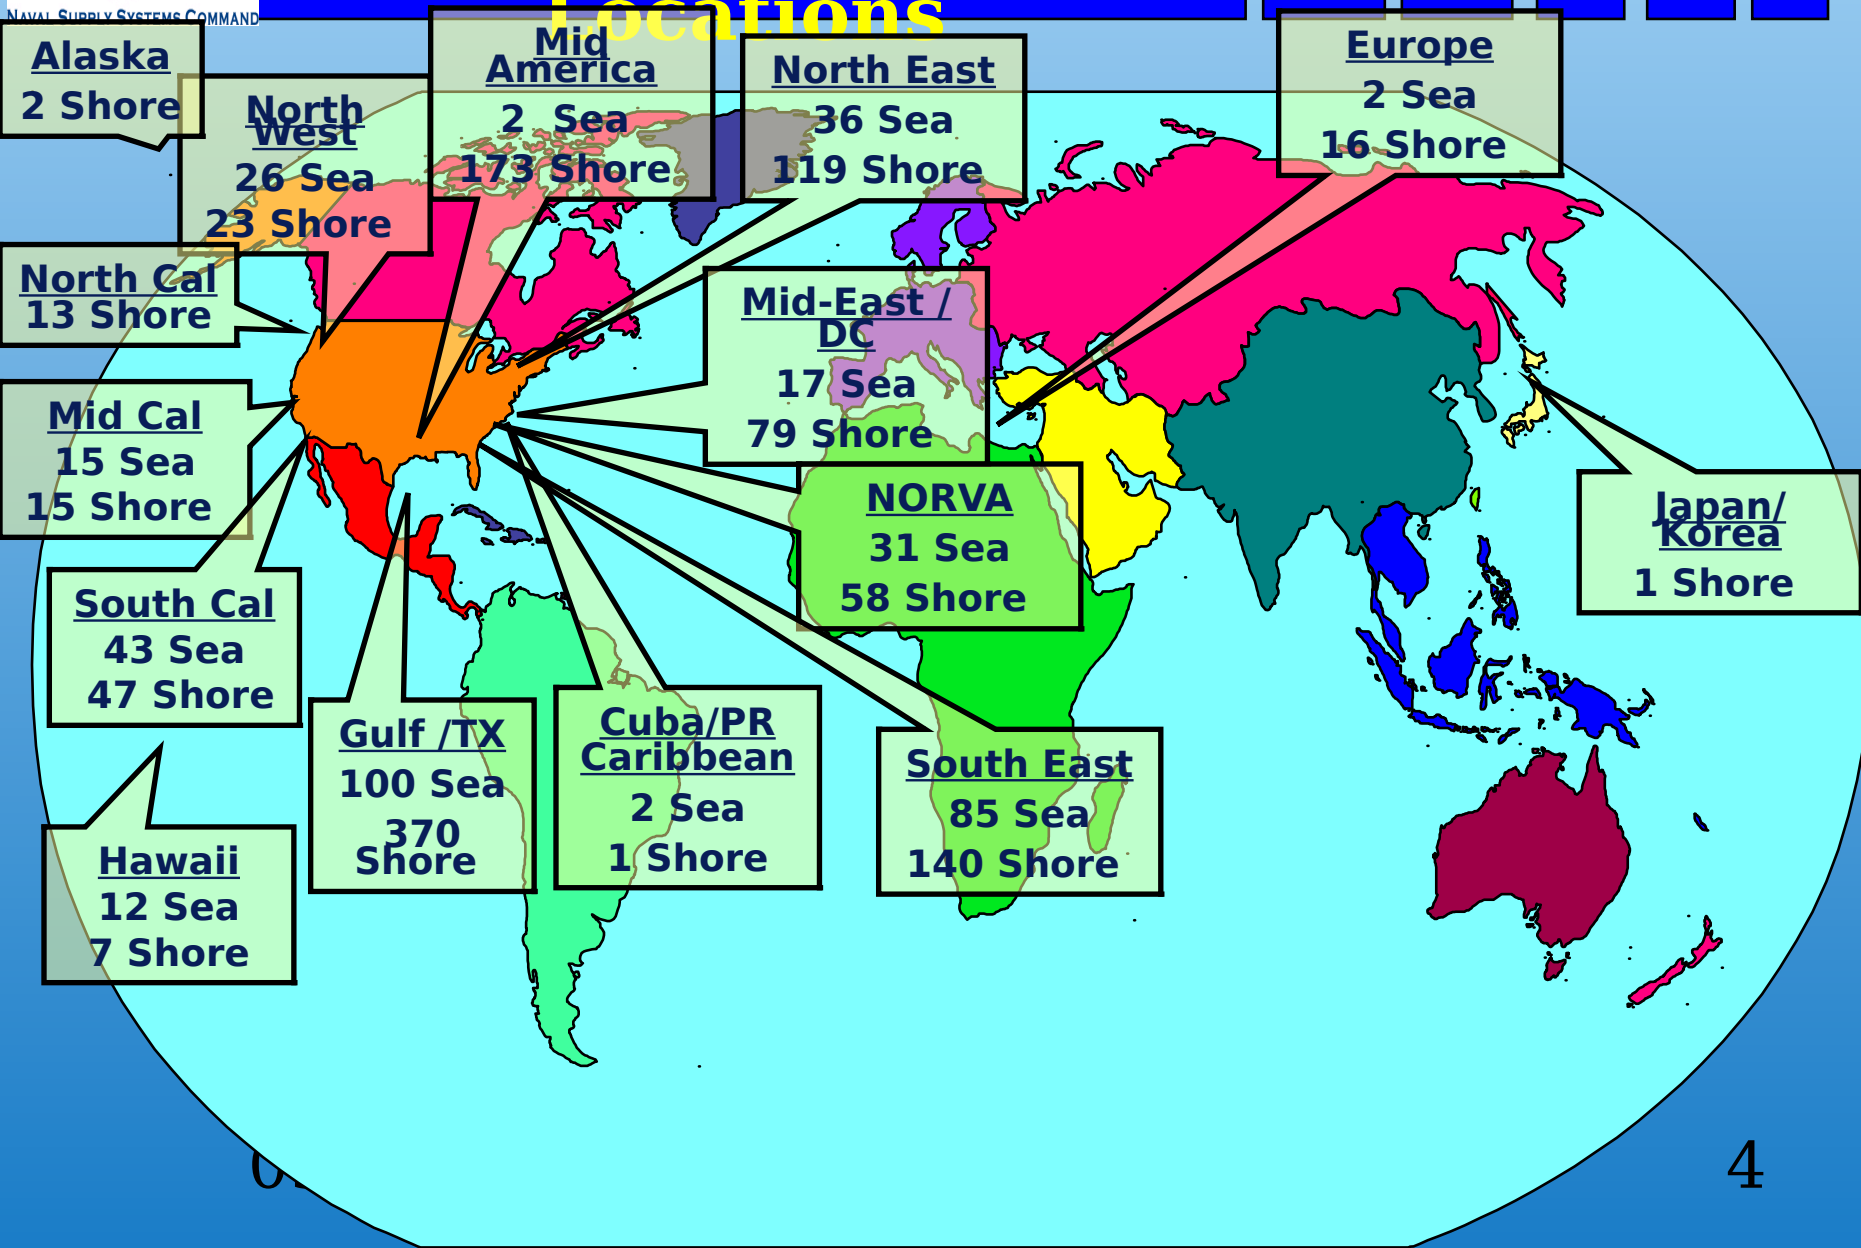 NAVAL SUPPLY SYSTEMS COMMAND
Locations
Alaska
2 Shore
North
West
26 Sea
23 Shore
Mid
America
2 Sea
173 Shore
North East
36 Sea
119 Shore
Europe
2 Sea
16 Shore
North Cal
13 Shore
Mid-East /
DC
17 Sea
79 Shore
Mid Cal
15 Sea
15 Shore
NORVA
31 Sea
58 Shore
Japan/
Korea
1 Shore
South Cal
43 Sea
47 Shore
Gulf /TX
100 Sea
370
Shore
Cuba/PR
Caribbean
2 Sea
1 Shore
South East
85 Sea
140 Shore
Hawaii
12 Sea
7 Shore
4